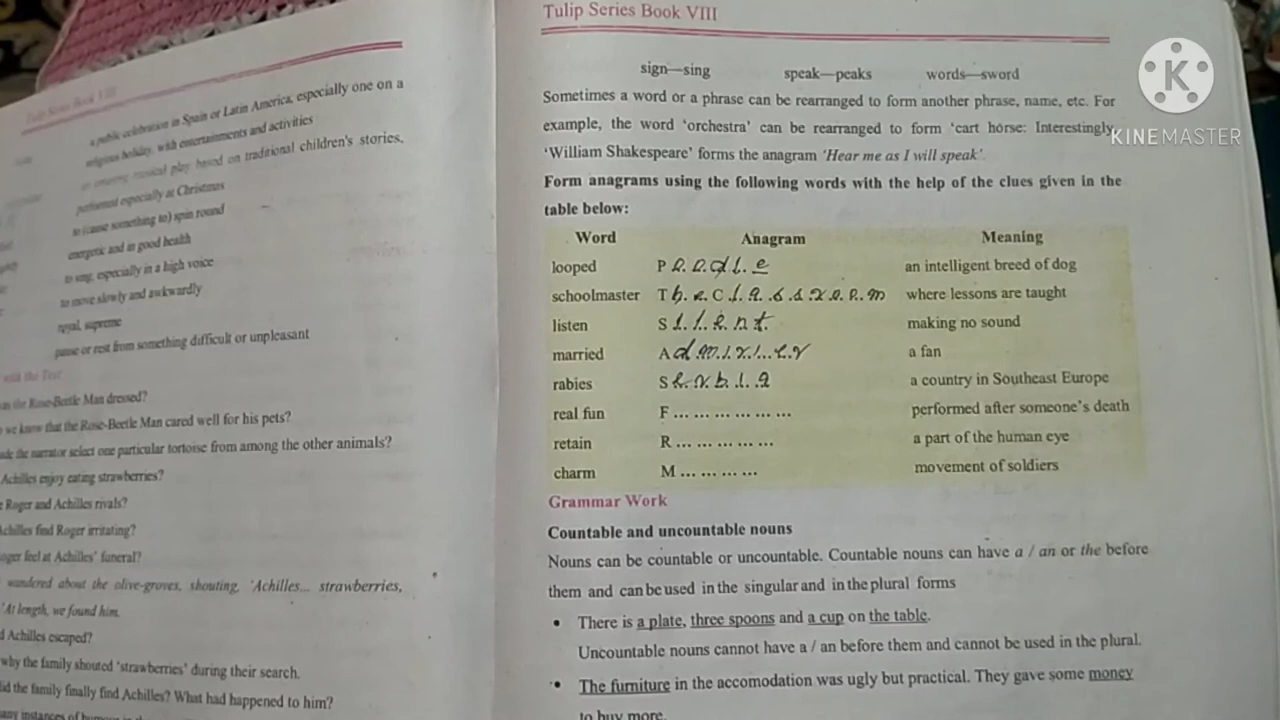 Tulip Series Book VIII
a public celebration in Spain or Latin America, especially one on a
religious holiday, with entertainments and activities
an amusing musical play based on traditional children's stories,
performed especially at Christmas
to (cause something to) spin round
energetic and in good health
to sing, especially in a high voice
to move slowly and awkwardly
royal, supreme
pause or rest from something difficult or unpleasant
with the Text
was the Rose-Beetle Man dressed?
we know that the Rose-Beetle Man cared well for his pets?
the narrator select one particular tortoise from among the other animals?
Achilles enjoy eating strawberries?
Roger and Achilles rivals?
Achilles find Roger irritating?
Roger feel at Achilles' funeral?
wandered about the olive-groves, shouting, 'Achilles... strawberries,
At length, we found him.
Achilles escaped?
why the family shouted 'strawberries' during their search.
did the family finally find Achilles? What had happened to him?
many instances of
Tulip Series Book VIII
sign—sing speak—peaks words—sword
Sometimes a word or a phrase can be rearranged to form another phrase, name, etc. For
example, the word 'orchestra' can be rearranged to form 'cart horse: Interestingly
'William Shakespeare' forms the anagram 'Hear me as I will speak'.
Form anagrams using the following words with the help of the clues given in the
table below:
Word Anagram Meaning
looped P o o d l e an intelligent breed of dog
schoolmaster T h e C l a s s r o o m where lessons are taught
listen S i l e n t making no sound
married A d m i r e r a fan
rabies S e r b i a a country in Southeast Europe
real fun F ... ... ... ... ... ... performed after someone's death
retain R ... ... ... ... ... a part of the human eye
charm M ... ... ... ... movement of soldiers
Grammar Work
Countable and uncountable nouns
Nouns can be countable or uncountable. Countable nouns can have a / an or the before
them and can be used in the singular and in the plural forms
• There is a plate, three spoons and a cup on the table.
Uncountable nouns cannot have a / an before them and cannot be used in the plural.
• The furniture in the accomodation was ugly but practical. They gave some money
to buy more.
K
KINEMASTER